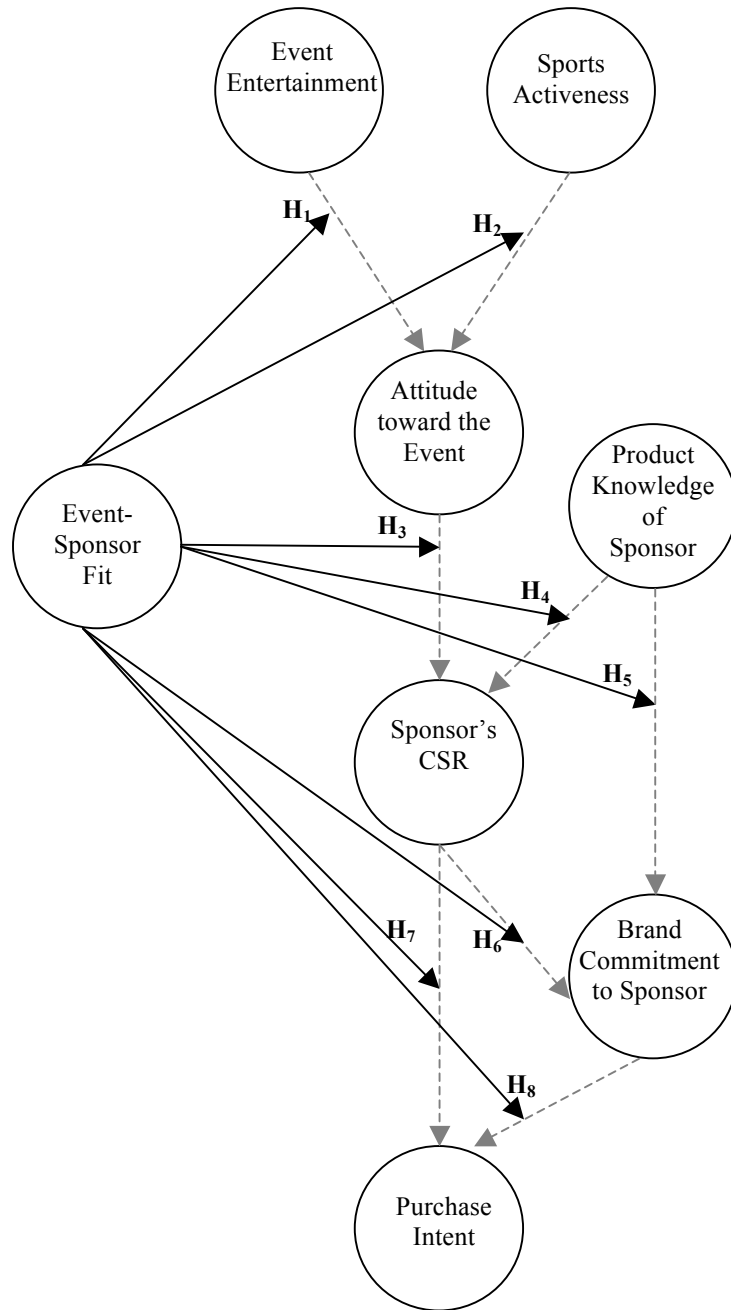 Event
Entertainment
Sports
Activeness
H₁
H₂
Attitude
toward the
Event
Product
Knowledge
of
Sponsor
Event-
Sponsor
Fit
H₃
H₄
H₅
Sponsor’s
CSR
H₇
H₆
Brand
Commitment
to Sponsor
H₈
Purchase
Intent